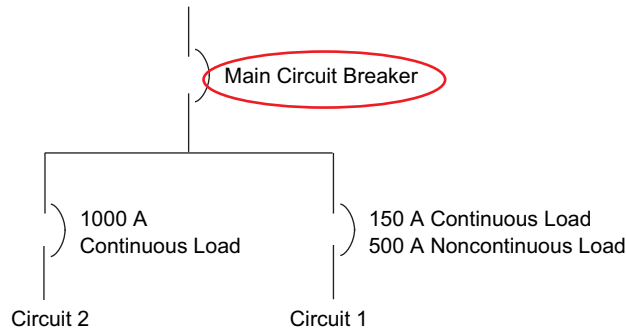 Main Circuit Breaker
1000 A
Continuous Load
150 A Continuous Load
500 A Noncontinuous Load
Circuit 2
Circuit 1